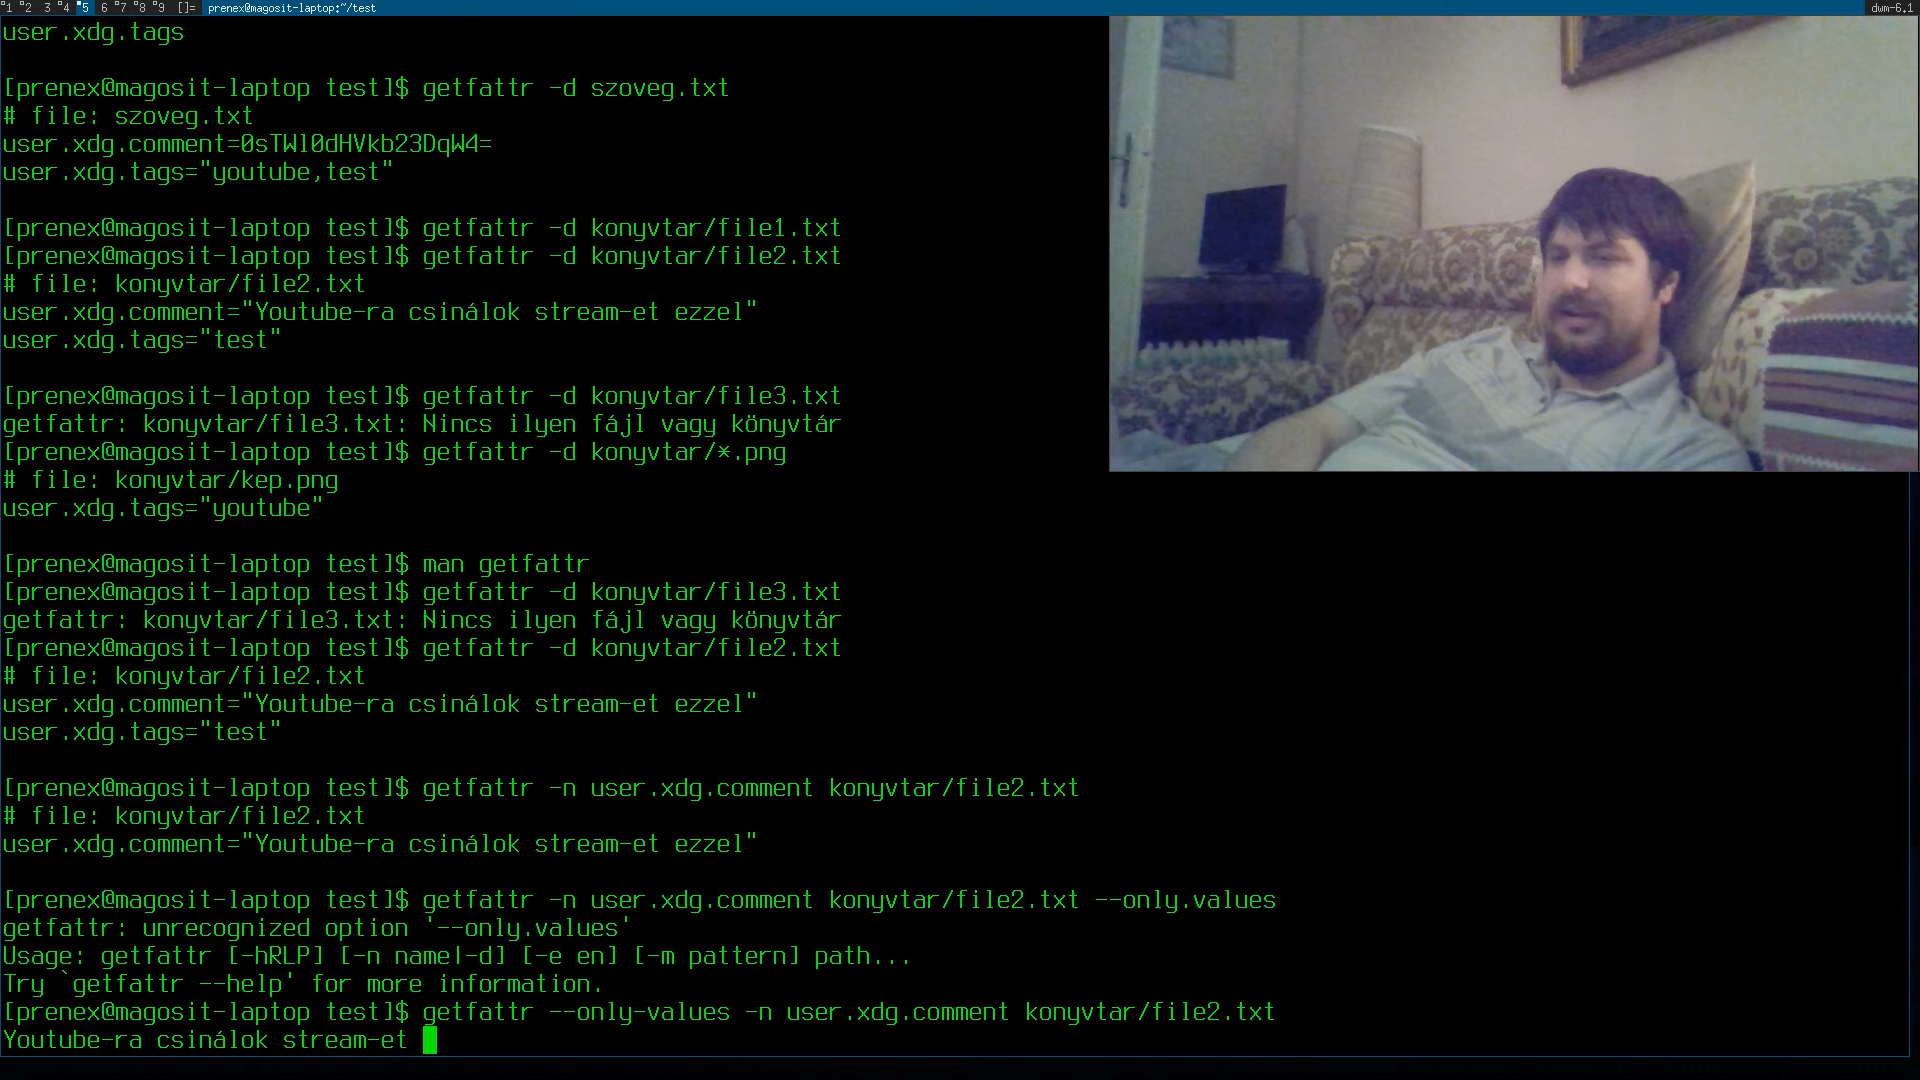 1 2 3 4 5 6 7 8 9 []= prenex@magosit-laptop:~/test dwm-6.1
user.xdg.tags
[prenex@magosit-laptop test]$ getfattr -d szoveg.txt
# file: szoveg.txt
user.xdg.comment=0sTWl0dHVkb23DqW4=
user.xdg.tags="youtube,test"
[prenex@magosit-laptop test]$ getfattr -d konyvtar/file1.txt
[prenex@magosit-laptop test]$ getfattr -d konyvtar/file2.txt
# file: konyvtar/file2.txt
user.xdg.comment="Youtube-ra csinálok stream-et ezzel"
user.xdg.tags="test"
[prenex@magosit-laptop test]$ getfattr -d konyvtar/file3.txt
getfattr: konyvtar/file3.txt: Nincs ilyen fájl vagy könyvtár
[prenex@magosit-laptop test]$ getfattr -d konyvtar/*.png
# file: konyvtar/kep.png
user.xdg.tags="youtube"
[prenex@magosit-laptop test]$ man getfattr
[prenex@magosit-laptop test]$ getfattr -d konyvtar/file3.txt
getfattr: konyvtar/file3.txt: Nincs ilyen fájl vagy könyvtár
[prenex@magosit-laptop test]$ getfattr -d konyvtar/file2.txt
# file: konyvtar/file2.txt
user.xdg.comment="Youtube-ra csinálok stream-et ezzel"
user.xdg.tags="test"
[prenex@magosit-laptop test]$ getfattr -n user.xdg.comment konyvtar/file2.txt
# file: konyvtar/file2.txt
user.xdg.comment="Youtube-ra csinálok stream-et ezzel"
[prenex@magosit-laptop test]$ getfattr -n user.xdg.comment konyvtar/file2.txt --only.values
getfattr: unrecognized option '--only.values'
Usage: getfattr [-hRLP] [-n name|-d] [-e en] [-m pattern] path...
Try `getfattr --help' for more information.
[prenex@magosit-laptop test]$ getfattr --only-values -n user.xdg.comment konyvtar/file2.txt
Youtube-ra csinálok stream-et